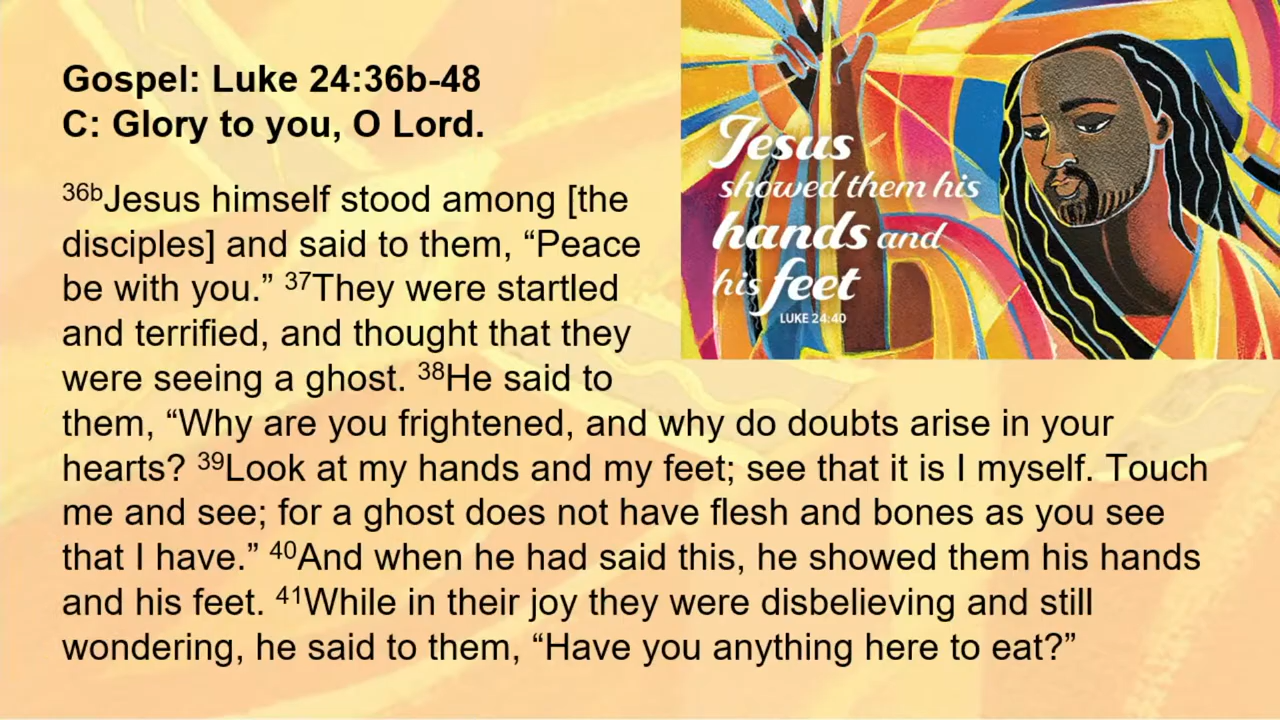 Gospel: Luke 24:36b-48
C: Glory to you, O Lord.
36bJesus himself stood among [the
disciples] and said to them, “Peace
be with you.” 37They were startled
and terrified, and thought that they
were seeing a ghost. 38He said to
them, “Why are you frightened, and why do doubts arise in your
hearts? 39Look at my hands and my feet; see that it is I myself. Touch
me and see; for a ghost does not have flesh and bones as you see
that I have.” 40And when he had said this, he showed them his hands
and his feet. 41While in their joy they were disbelieving and still
wondering, he said to them, “Have you anything here to eat?”
Jesus
showed them his
hands and
his feet
LUKE 24:40